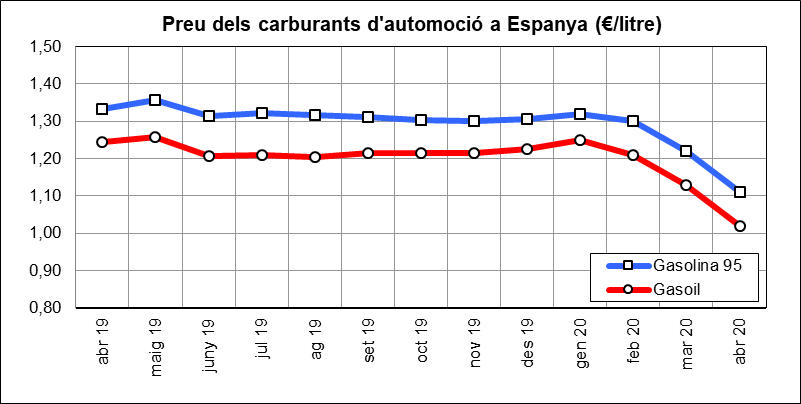 Preu dels carburants d'automoció a Espanya (€/litre)
1,50
1,40
1,30
1,20
1,10
1,00
0,90
0,80
Gasolina 95
Gasoil
abr 19
maig 19
juny 19
jul 19
ag 19
set 19
oct 19
nov 19
des 19
gen 20
feb 20
mar 20
abr 20